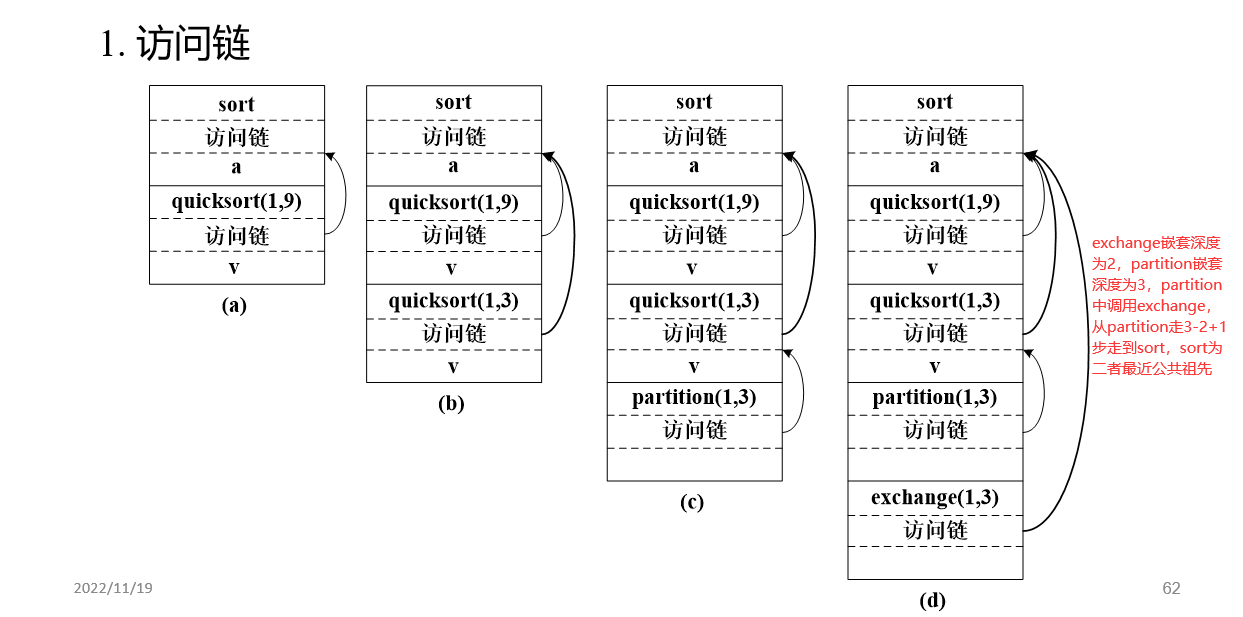 1. 访问链
sort
访问链
a
quicksort(1,9)
访问链
v
(a)
sort
访问链
a
quicksort(1,9)
访问链
v
quicksort(1,3)
访问链
v
(b)
sort
访问链
a
quicksort(1,9)
访问链
v
quicksort(1,3)
访问链
v
partition(1,3)
访问链
(c)
sort
访问链
a
quicksort(1,9)
访问链
v
quicksort(1,3)
访问链
v
partition(1,3)
访问链
exchange(1,3)
访问链
(d)
exchange嵌套深度
为2，partition嵌套
深度为3，partition
中调用exchange，
从partition走3-2+1
步走到sort，sort为
二者最近公共祖先
2022/11/19
62